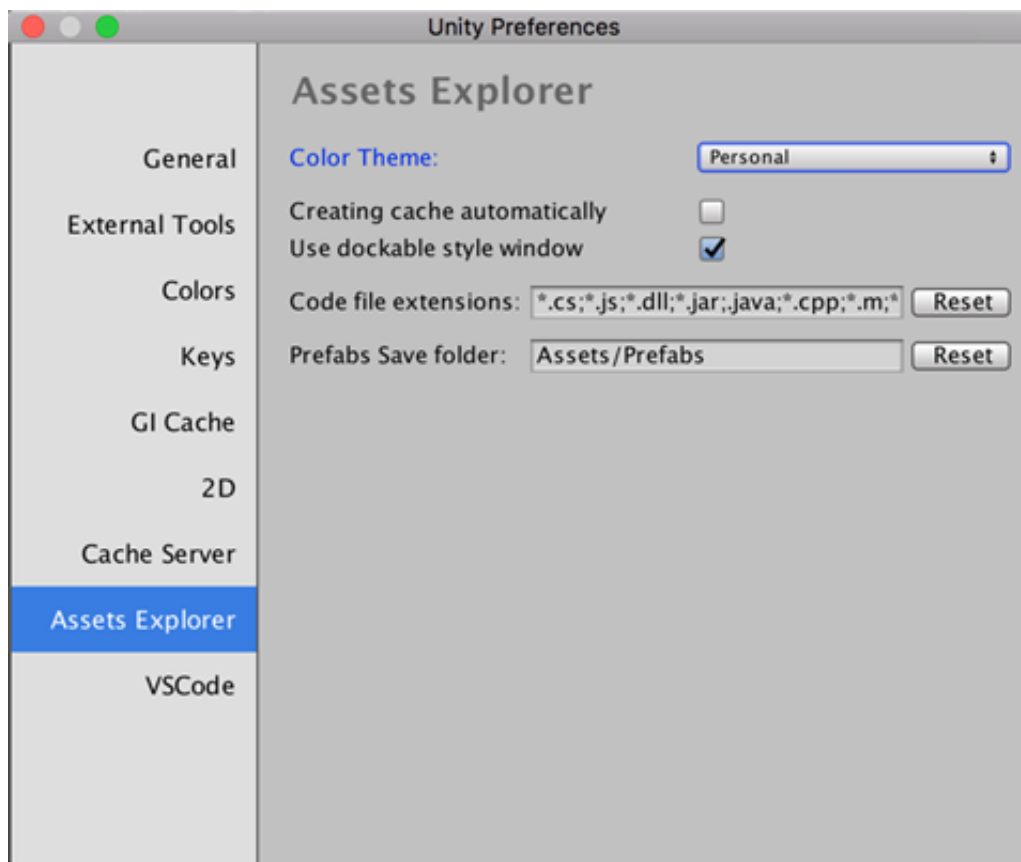 Unity Preferences
General
External Tools
Colors
Keys
GI Cache
2D
Cache Server
Assets Explorer
VSCode
Assets Explorer
Color Theme: Personal
Creating cache automatically
Use dockable style window
Code file extensions: *.cs;*.js;*.dll;*.jar;.java;*.cpp;*.m;* Reset
Prefabs Save folder: Assets/Prefabs Reset